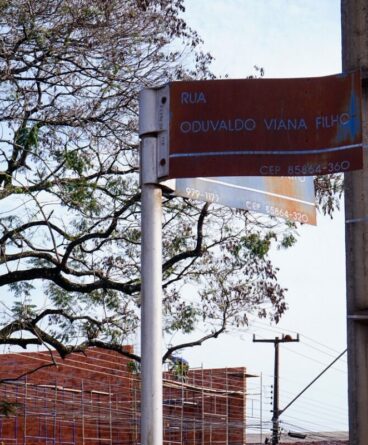 RUA
ODUVALDO VIANA FILHO
CEP 85864-360
CEP 85864-320